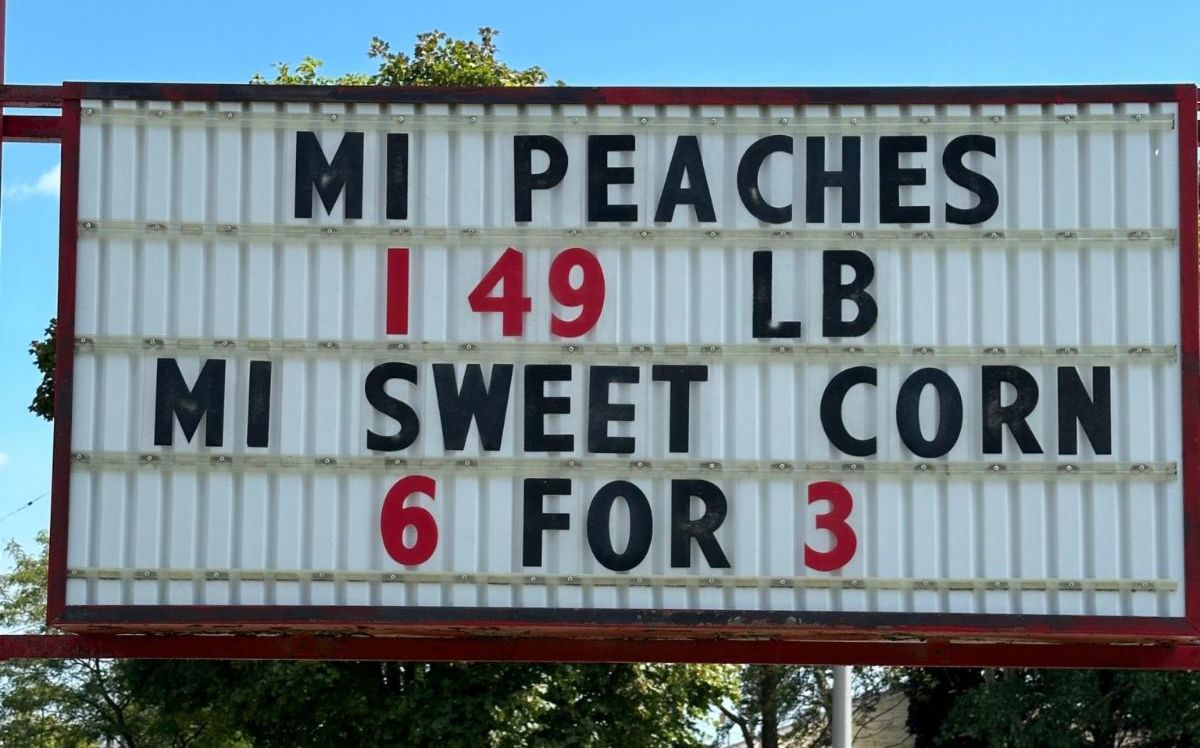 MI PEACHES
1 49 LB
MI SWEET CORN
6 FOR 3